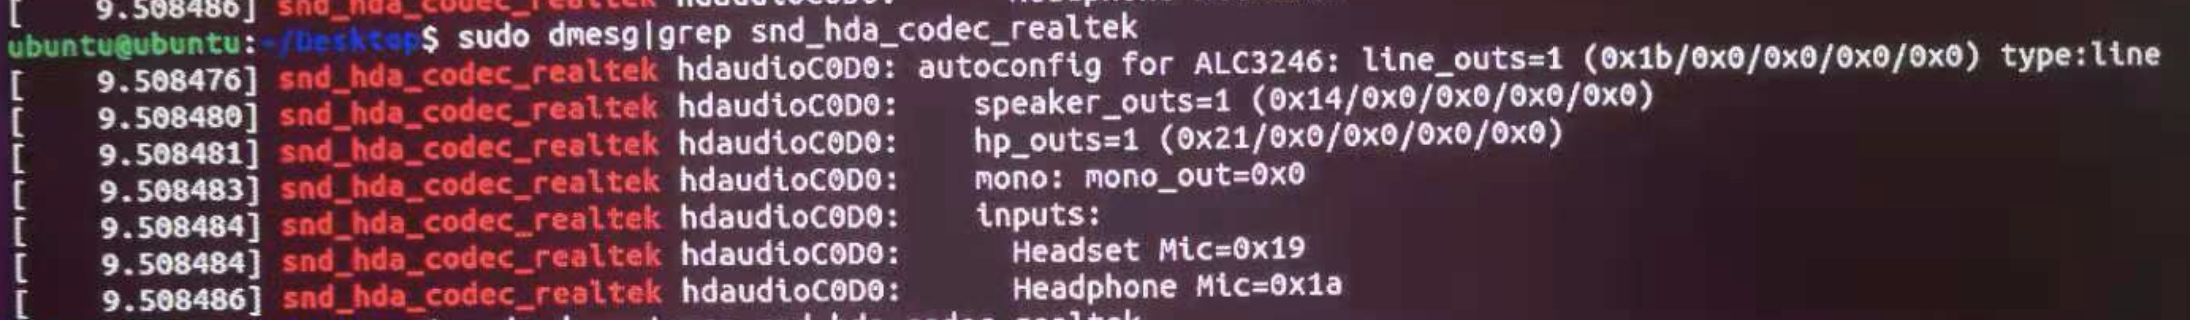 [    9.508486] snd_hda_codec_realtek hdaudioC0D0:
ubuntu@ubuntu:~/Desktop$ sudo dmesg|grep snd_hda_codec_realtek
[    9.508476] snd_hda_codec_realtek hdaudioC0D0: autoconfig for ALC3246: line_outs=1 (0x1b/0x0/0x0/0x0/0x0) type:line
[    9.508480] snd_hda_codec_realtek hdaudioC0D0:    speaker_outs=1 (0x14/0x0/0x0/0x0/0x0)
[    9.508481] snd_hda_codec_realtek hdaudioC0D0:    hp_outs=1 (0x21/0x0/0x0/0x0/0x0)
[    9.508483] snd_hda_codec_realtek hdaudioC0D0:    mono: mono_out=0x0
[    9.508484] snd_hda_codec_realtek hdaudioC0D0:    inputs:
[    9.508484] snd_hda_codec_realtek hdaudioC0D0:      Headset Mic=0x19
[    9.508486] snd_hda_codec_realtek hdaudioC0D0:      Headphone Mic=0x1a